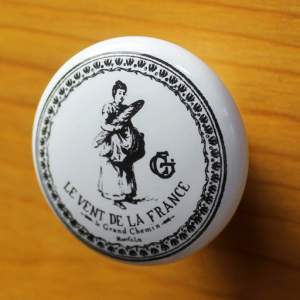 G
LE VENT DE LA FRANCE
le Grand Chemin